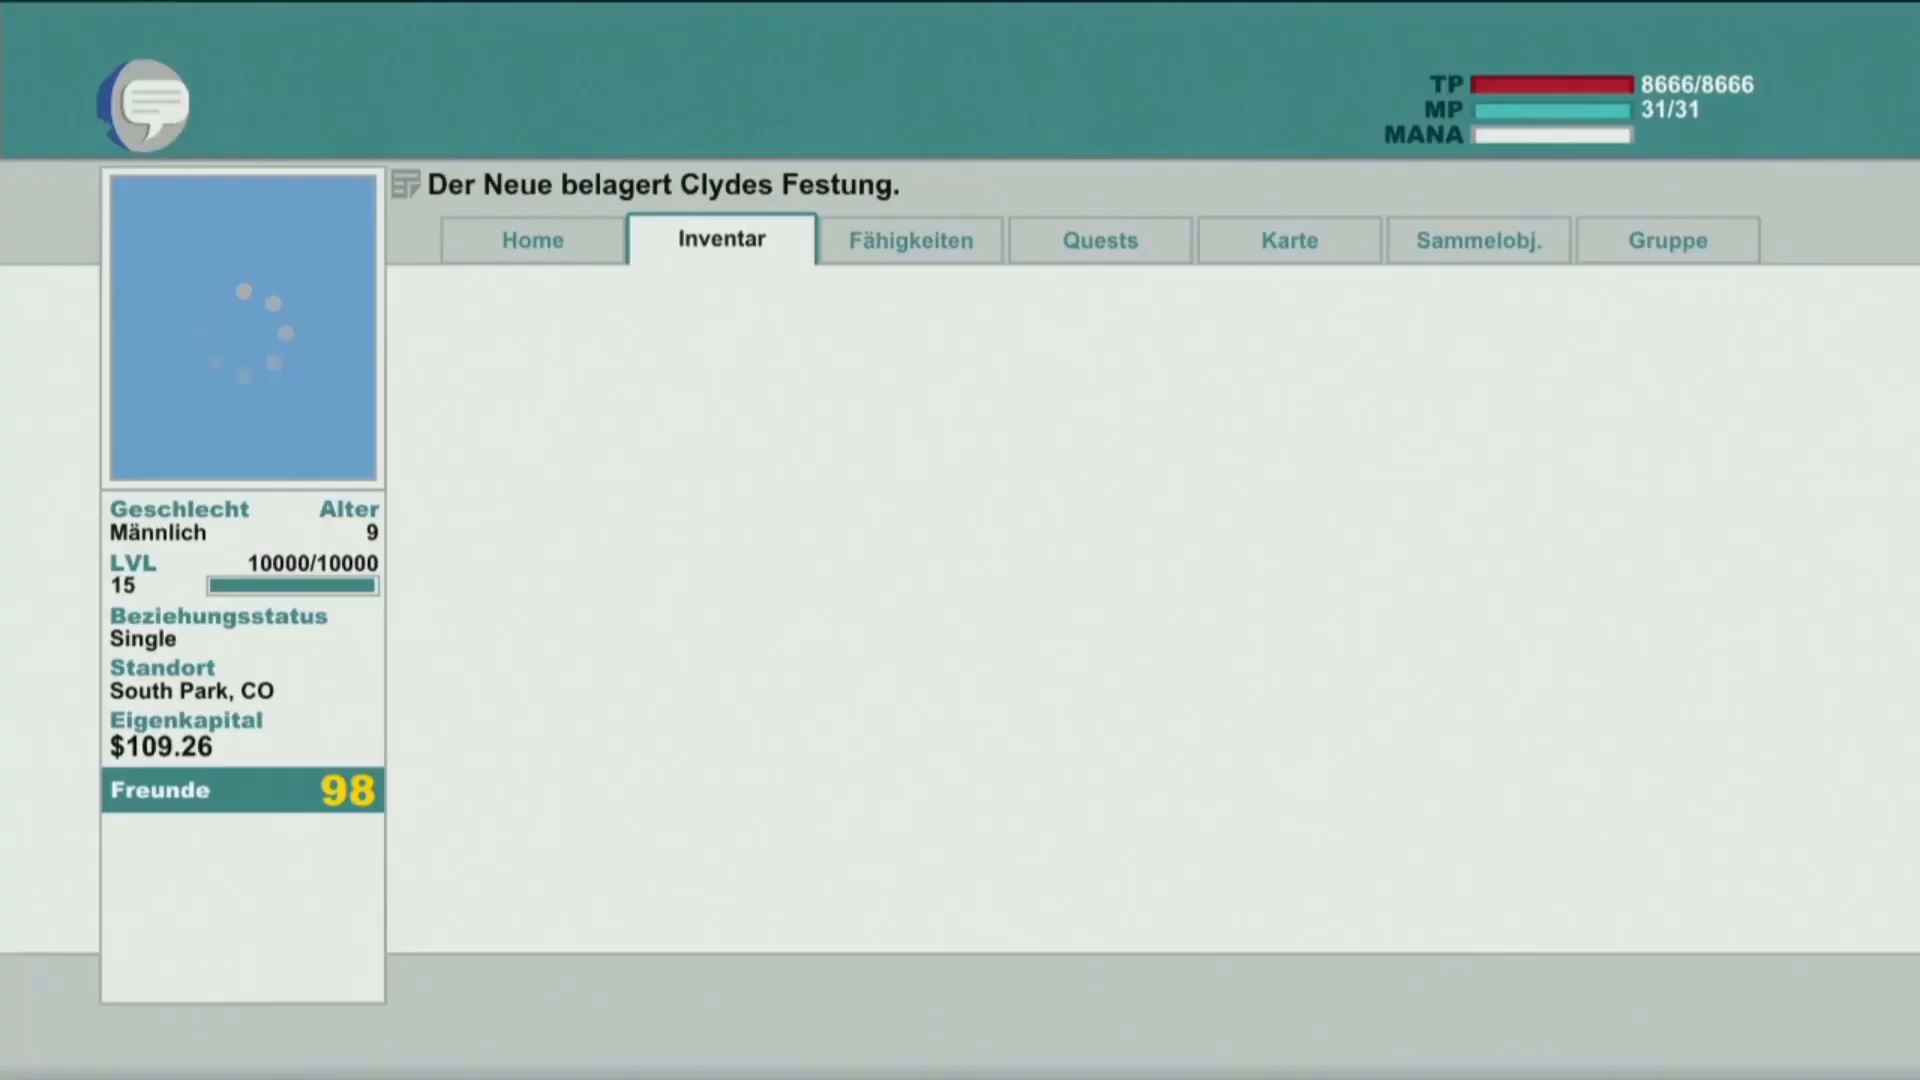 TP 8666/8666
MP 31/31
MANA
Der Neue belagert Clydes Festung.
Home Inventar Fähigkeiten Quests Karte Sammelobj. Gruppe
Geschlecht Alter
Männlich 9
LVL 10000/10000
15
Beziehungsstatus
Single
Standort
South Park, CO
Eigenkapital
$109.26
Freunde 98